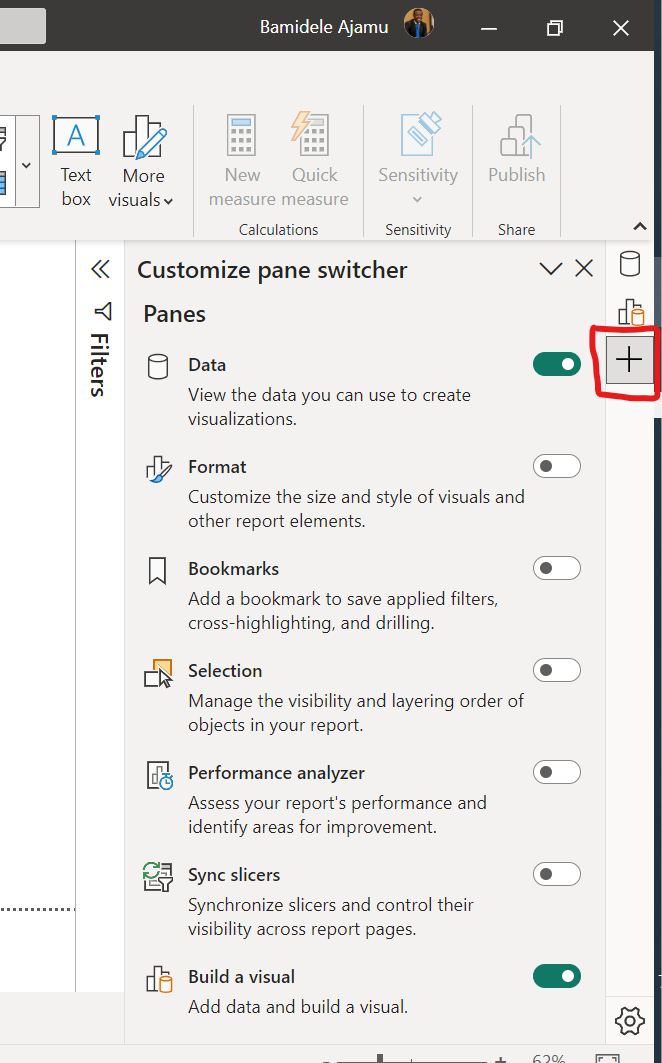 Bamidele Ajamu
A
Text
box
More
visuals
New
measure
Quick
measure
Calculations
Sensitivity
Sensitivity
Publish
Share
Filters
Customize pane switcher
Panes
Data
View the data you can use to create
visualizations.
Format
Customize the size and style of visuals and
other report elements.
Bookmarks
Add a bookmark to save applied filters,
cross-highlighting, and drilling.
Selection
Manage the visibility and layering order of
objects in your report.
Performance analyzer
Assess your report's performance and
identify areas for improvement.
Sync slicers
Synchronize slicers and control their
visibility across report pages.
Build a visual
Add data and build a visual.
62%